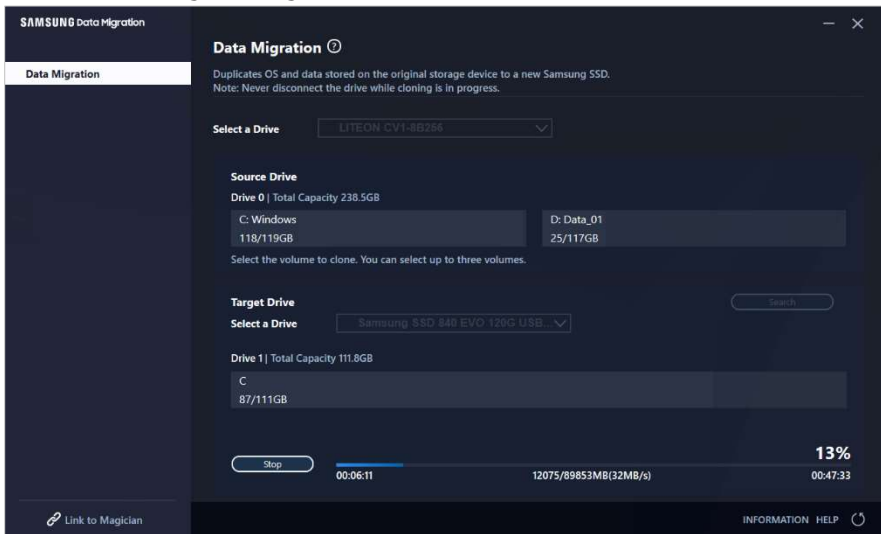 SAMSUNG Data Migration
Data Migration
Data Migration ?
Duplicates OS and data stored on the original storage device to a new Samsung SSD.
Note: Never disconnect the drive while cloning is in progress.
Select a Drive LITEON CV1-8B256
Source Drive
Drive 0 | Total Capacity 238.5GB
C: Windows D: Data_01
118/119GB 25/117GB
Select the volume to clone. You can select up to three volumes.
Target Drive Search
Select a Drive Samsung SSD 840 EVO 120G USB...
Drive 1 | Total Capacity 111.8GB
C
87/111GB
13%
Stop
00:06:11 12075/89853MB(32MB/s) 00:47:33
Link to Magician INFORMATION HELP